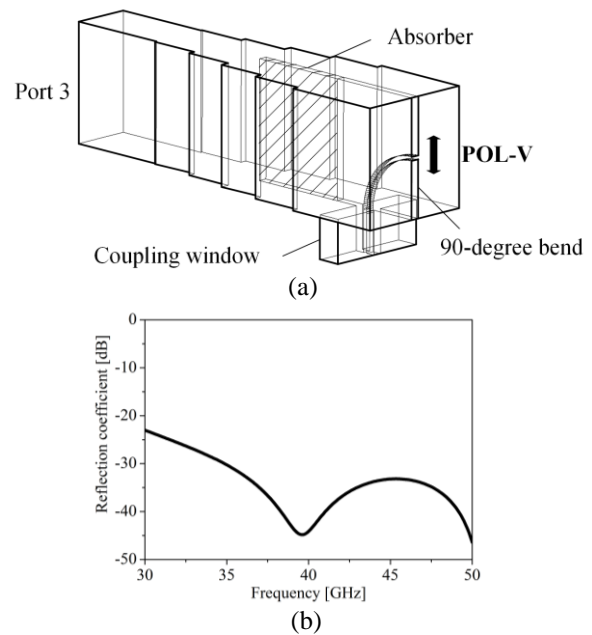 Absorber
Port 3
POL-V
Coupling window
90-degree bend
(a)
Reflection coefficient [dB]
0
-10
-20
-30
-40
-50
30
35
40
45
50
Frequency [GHz]
(b)